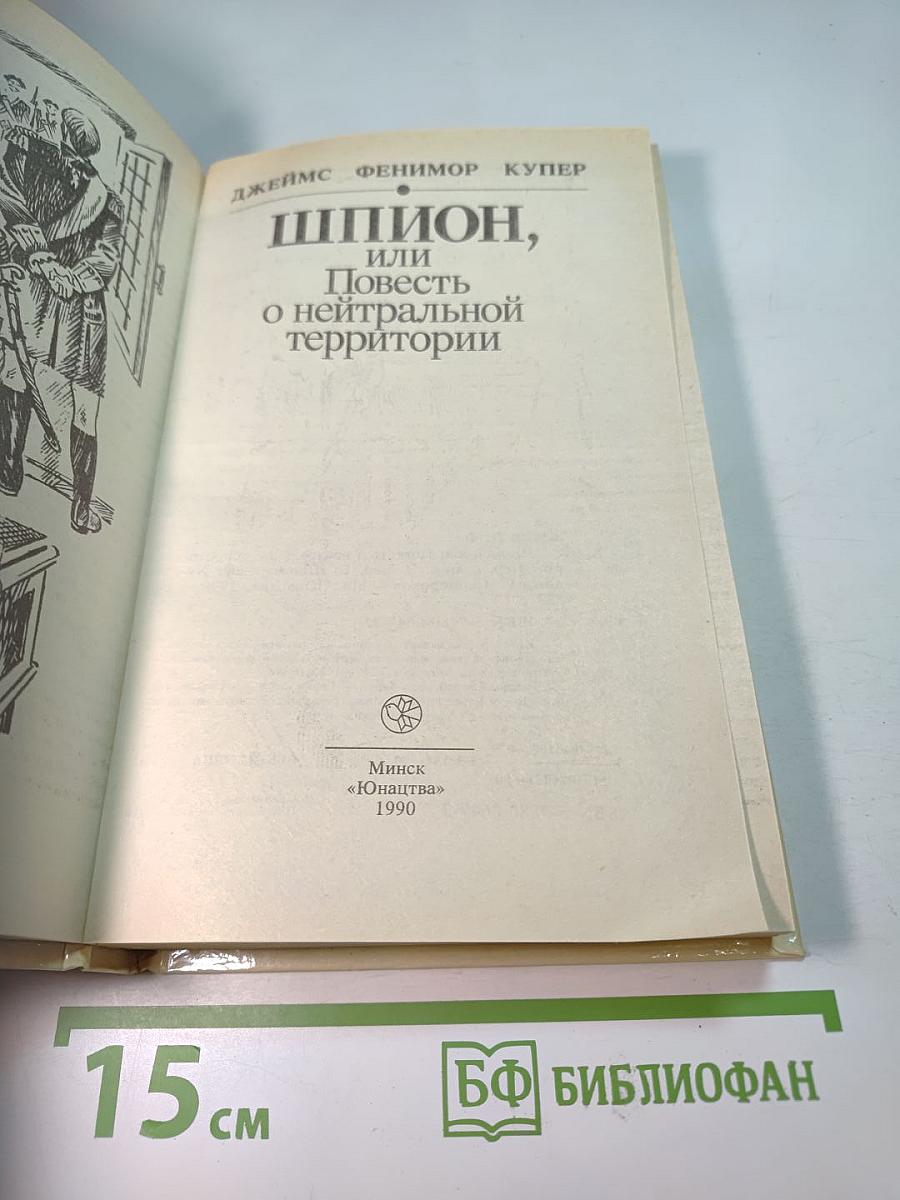 ДЖЕЙМС ФЕНИМОР КУПЕР
ШПИОН,
или
Повесть
о нейтральной
территории
Минск
«Юнацтва»
1990
15 см
БФ БИБЛИОФАН